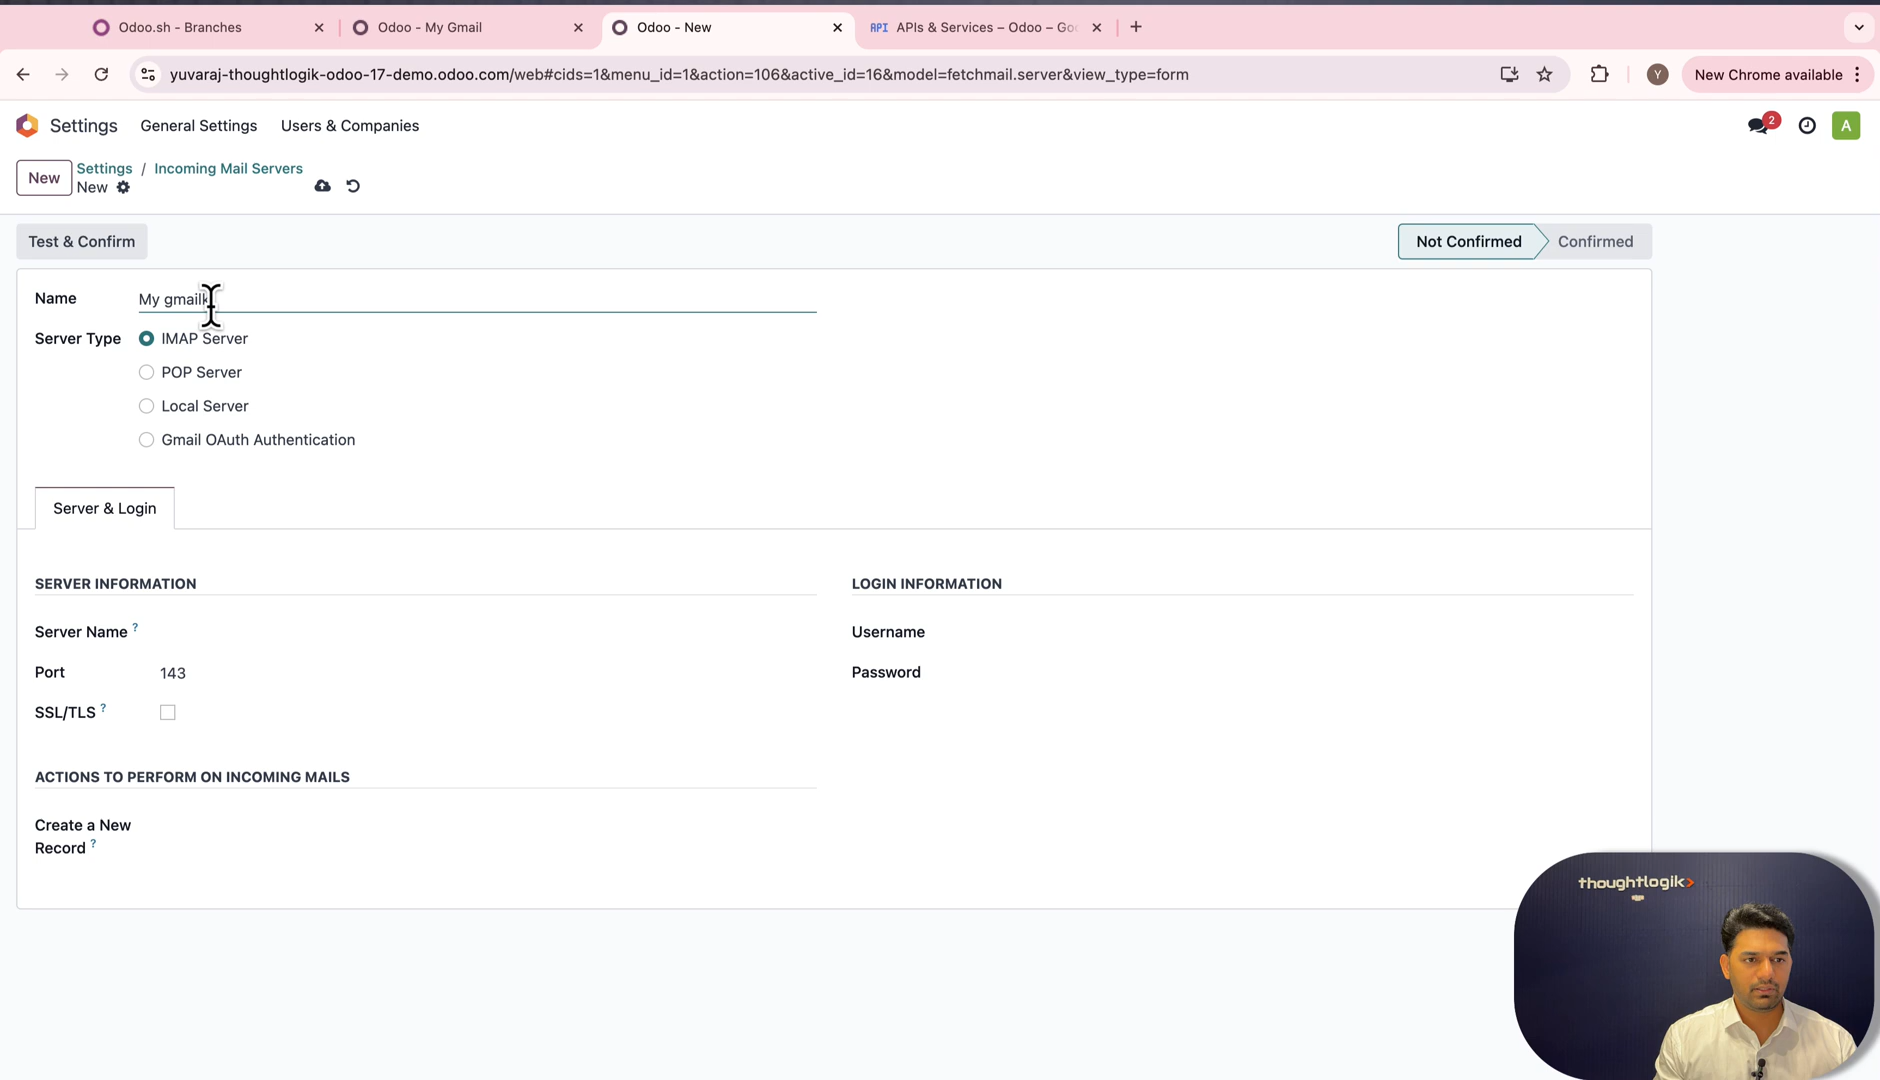 Odoo.sh - Branches
Odoo - My Gmail
Odoo - New
API APIs & Services – Odoo – Goo
yuvaraj-thoughtlogik-odoo-17-demo.odoo.com/web#cids=1&menu_id=1&action=106&active_id=16&model=fetchmail.server&view_type=form
Y
New Chrome available
Settings
General Settings
Users & Companies
2
A
New
Settings / Incoming Mail Servers
New
Test & Confirm
Not Confirmed
Confirmed
Name
My gmailk
Server Type
IMAP Server
POP Server
Local Server
Gmail OAuth Authentication
Server & Login
SERVER INFORMATION
LOGIN INFORMATION
Server Name ?
Username
Port
143
Password
SSL/TLS ?
ACTIONS TO PERFORM ON INCOMING MAILS
Create a New
Record ?
thoughtlogik>